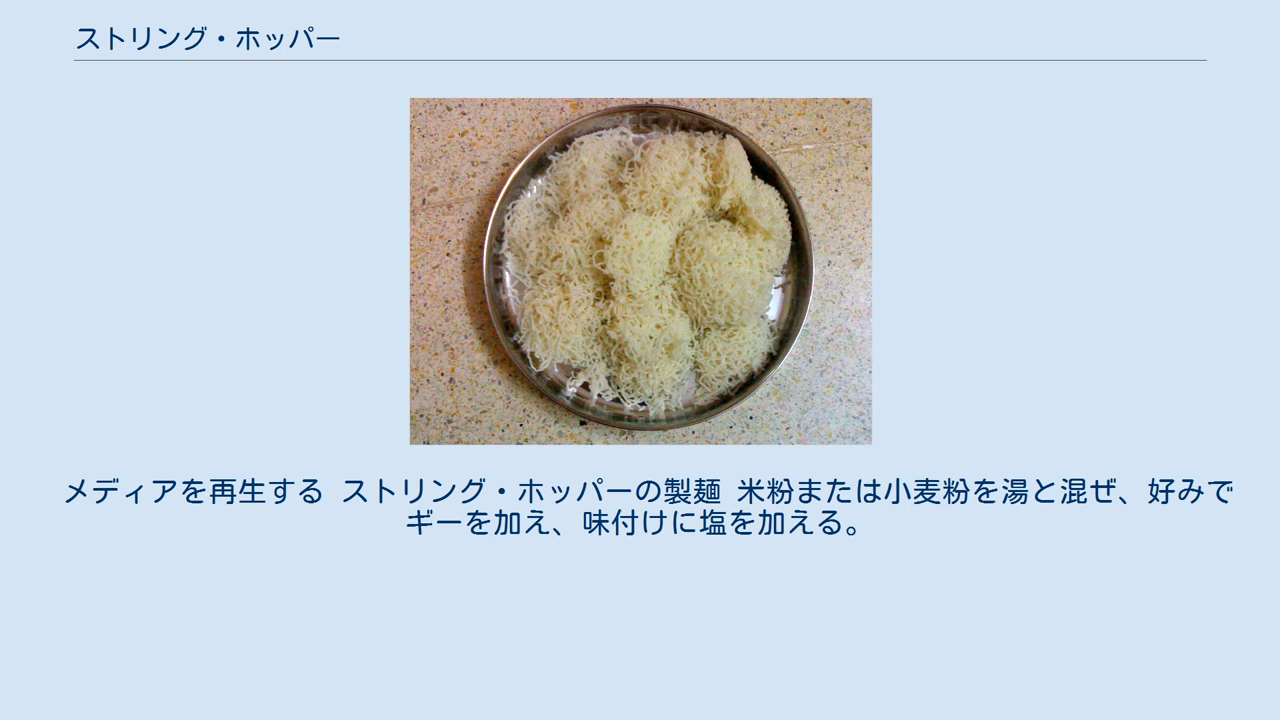 ストリング・ホッパー
メディアを再生する ストリング・ホッパーの製麺 米粉または小麦粉を湯と混ぜ、好みで
ギーを加え、味付けに塩を加える。